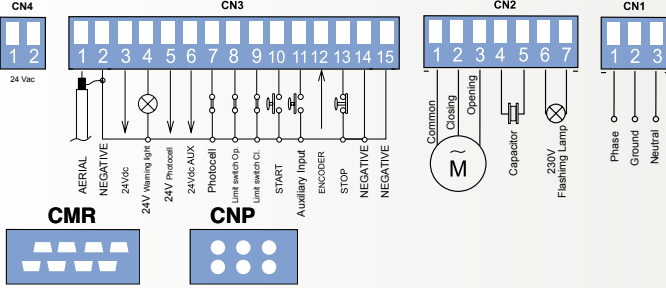 CN4
CN3
CN2
CN1
1 2
1 2 3 4 5 6 7 8 9 10 11 12 13 14 15
1 2 3 4 5 6 7
1 2 3
24 Vac
AERIAL
NEGATIVE
24Vdc
24V Warning light
24V Photocell
24Vdc AUX
Photocell
Limit switch Op.
Limit switch Cl.
START
Auxiliary Input
ENCODER
STOP
NEGATIVE
NEGATIVE
Common
Closing
Opening
M
~
Capacitor
230V
Flashimg Lamp
Phase
Ground
Neutral
CMR
CNP